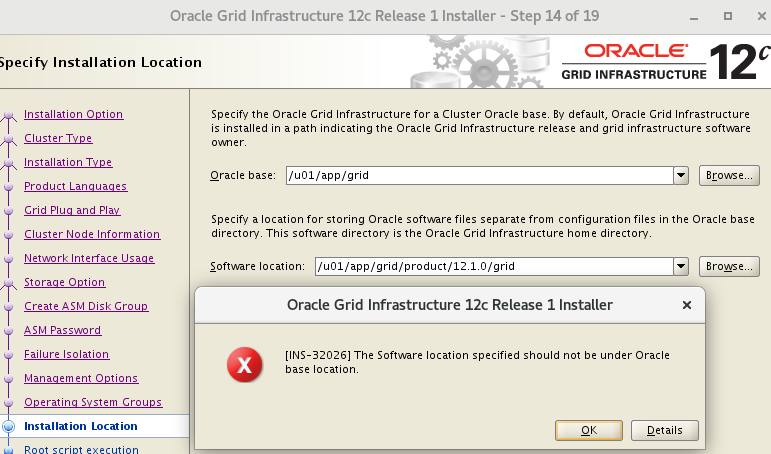 Oracle Grid Infrastructure 12c Release 1 Installer - Step 14 of 19
Specify Installation Location
ORACLE
GRID INFRASTRUCTURE 12c
Installation Option
Cluster Type
Installation Type
Product Languages
Grid Plug and Play
Cluster Node Information
Network Interface Usage
Storage Option
Create ASM Disk Group
ASM Password
Failure Isolation
Management Options
Operating System Groups
Installation Location
Root script execution
Specify the Oracle Grid Infrastructure for a Cluster Oracle base. By default, Oracle Grid Infrastructure
is installed in a path indicating the Oracle Grid Infrastructure release and grid infrastructure software
owner.
Oracle base: /u01/app/grid Browse...
Specify a location for storing Oracle software files separate from configuration files in the Oracle base
directory. This software directory is the Oracle Grid Infrastructure home directory.
Software location: /u01/app/grid/product/12.1.0/grid Browse...
Oracle Grid Infrastructure 12c Release 1 Installer
[INS-32026] The Software location specified should not be under Oracle
base location.
OK Details